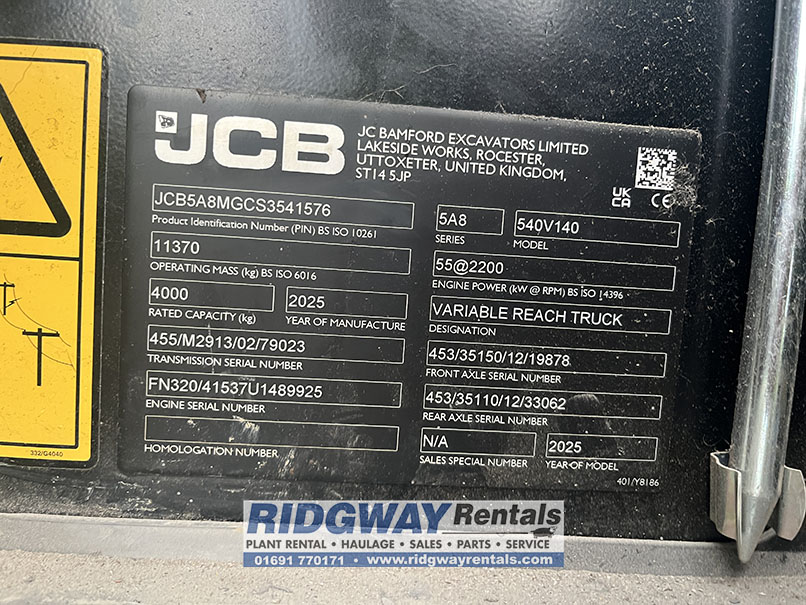 JCB
JC BAMFORD EXCAVATORS LIMITED
LAKESIDE WORKS, ROCESTER,
UTTOXETER, UNITED KINGDOM,
ST14 5JP
UK
CA
CE
JCB5A8MGCS3541576
Product Identification Number (PIN) BS ISO 10261
5A8
SERIES
540V140
MODEL
11370
OPERATING MASS (kg) BS ISO 6016
55@2200
ENGINE POWER (kW @ RPM) BS ISO 14396
4000
RATED CAPACITY (kg)
2025
YEAR OF MANUFACTURE
VARIABLE REACH TRUCK
DESIGNATION
455/M2913/02/79023
TRANSMISSION SERIAL NUMBER
453/35150/12/19878
FRONT AXLE SERIAL NUMBER
FN320/41537U1489925
ENGINE SERIAL NUMBER
453/35110/12/33062
REAR AXLE SERIAL NUMBER
HOMOLOGATION NUMBER
N/A
SALES SPECIAL NUMBER
2025
YEAR OF MODEL
401/Y8186
332/G4040
RIDGWAY Rentals
PLANT RENTAL • HAULAGE • SALES • PARTS • SERVICE
01691 770171 • www.ridgwayrentals.com